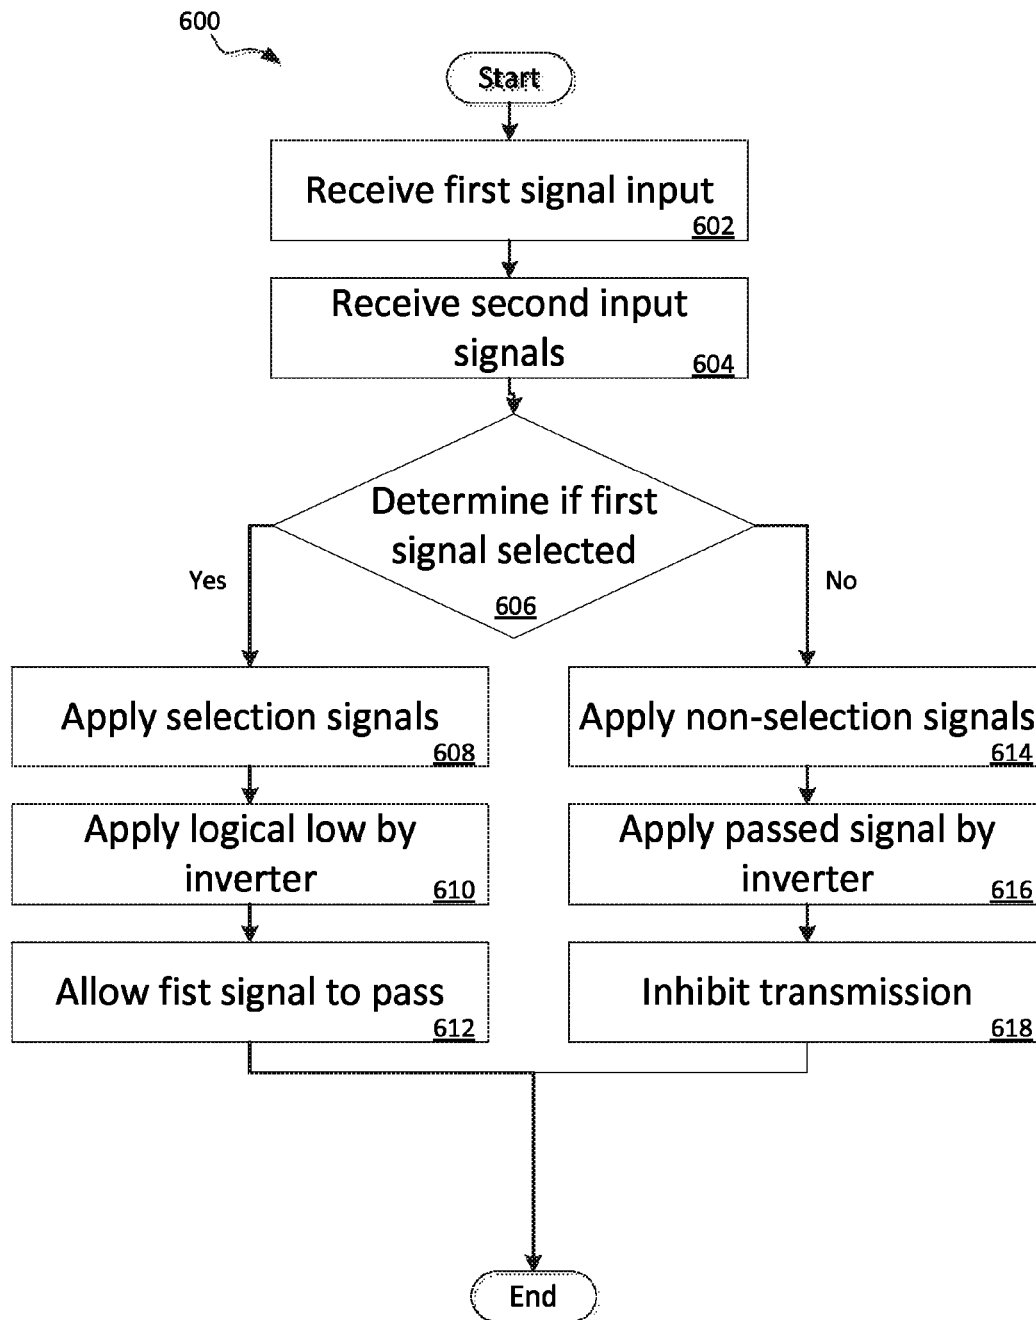 600
Start
Receive first signal input
602
Receive second input
signals
604
Determine if first
signal selected
606
Yes
No
Apply selection signals
608
Apply non-selection signals
614
Apply logical low by
inverter
610
Apply passed signal by
inverter
616
Allow fist signal to pass
612
Inhibit transmission
618
End